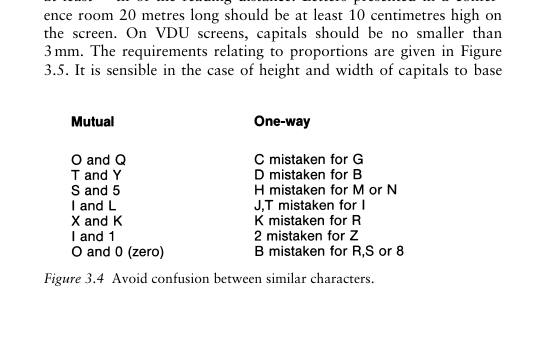 ence room 20 metres long should be at least 10 centimetres high on
the screen. On VDU screens, capitals should be no smaller than
3 mm. The requirements relating to proportions are given in Figure
3.5. It is sensible in the case of height and width of capitals to base
Mutual One-way
O and Q C mistaken for G
T and Y D mistaken for B
S and 5 H mistaken for M or N
I and L J,T mistaken for I
X and K K mistaken for R
I and 1 2 mistaken for Z
O and 0 (zero) B mistaken for R,S or 8
Figure 3.4 Avoid confusion between similar characters.